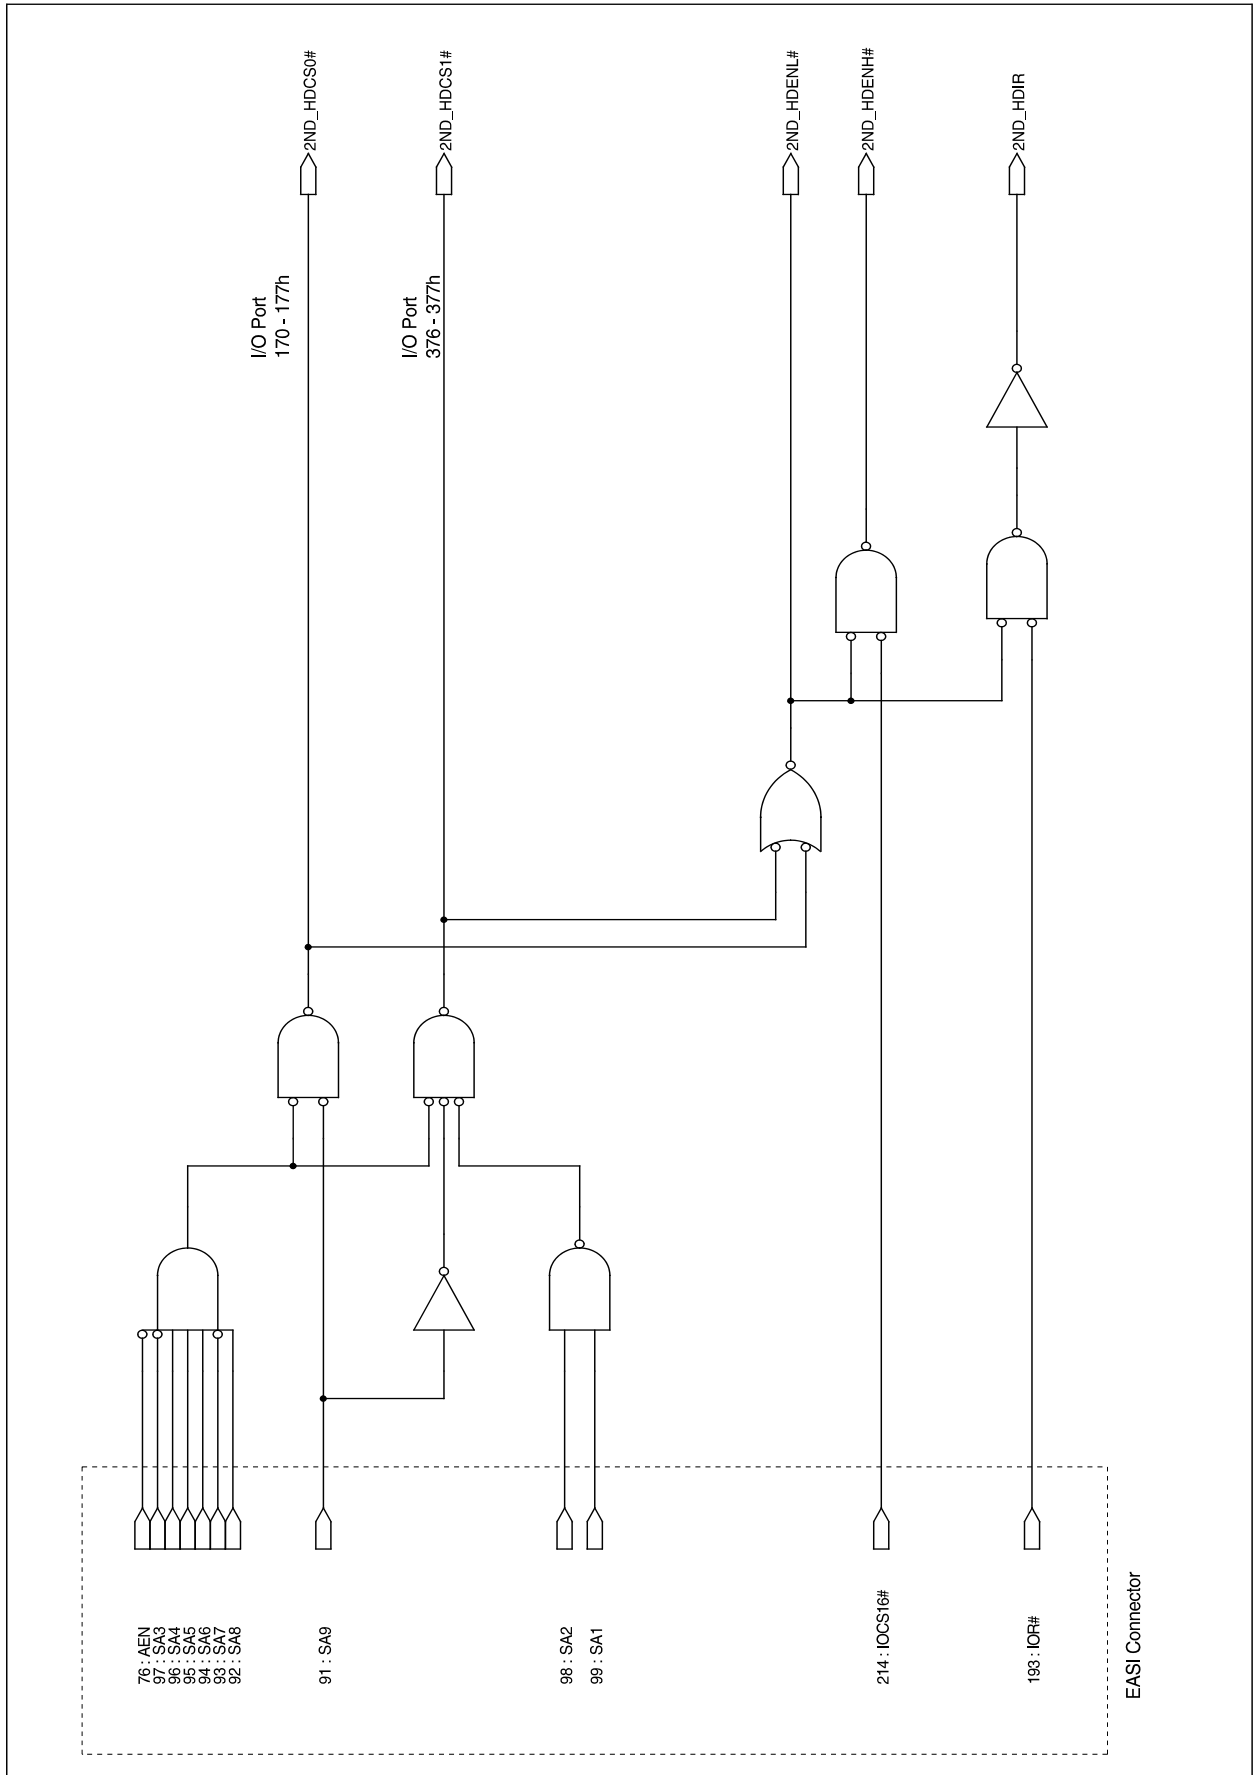 76 : AEN
97 : SA3
96 : SA4
95 : SA5
94 : SA6
93 : SA7
92 : SA8
91 : SA9
98 : SA2
99 : SA1
214 : IOCS16#
193 : IOR#
EASI Connector
I/O Port
170 - 177h
I/O Port
376 - 377h
2ND_HDCS0#
2ND_HDCS1#
2ND_HDENL#
2ND_HDENH#
2ND_HDIR